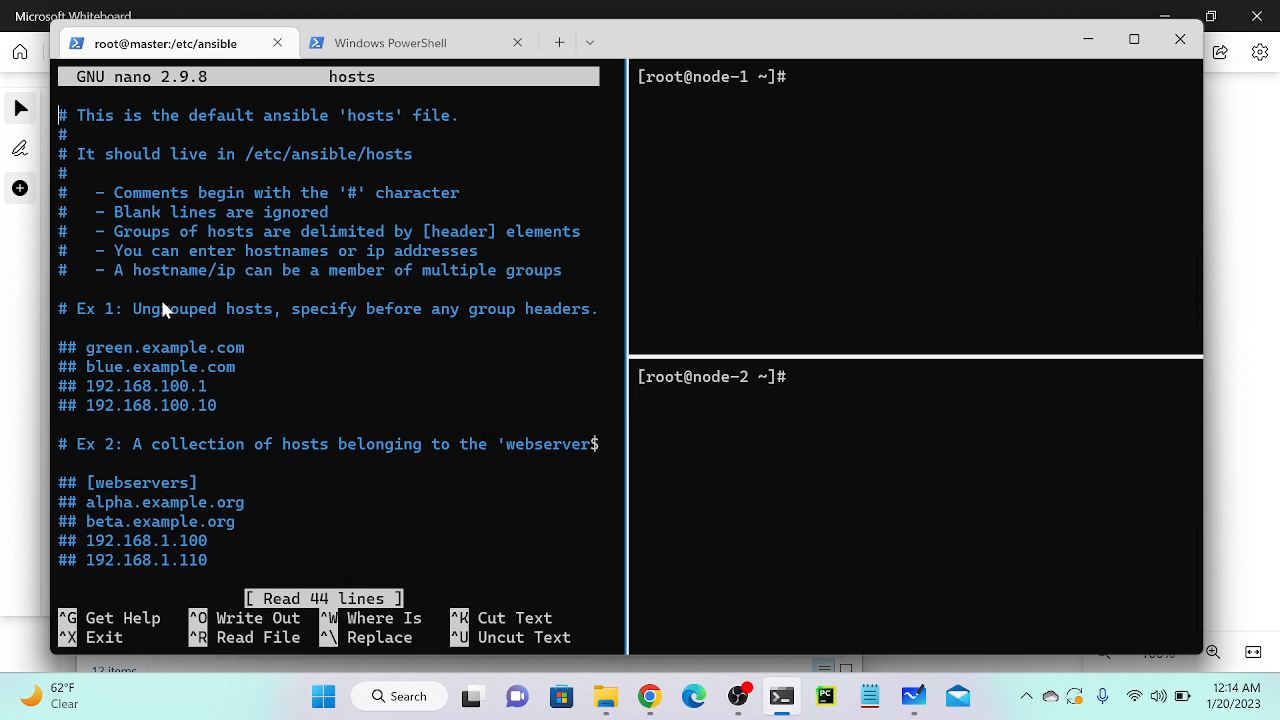 Microsoft Whiteboard
root@master:/etc/ansible
Windows PowerShell
GNU nano 2.9.8 hosts
# This is the default ansible 'hosts' file.
#
# It should live in /etc/ansible/hosts
#
# - Comments begin with the '#' character
# - Blank lines are ignored
# - Groups of hosts are delimited by [header] elements
# - You can enter hostnames or ip addresses
# - A hostname/ip can be a member of multiple groups
# Ex 1: Ungrouped hosts, specify before any group headers.
## green.example.com
## blue.example.com
## 192.168.100.1
## 192.168.100.10
# Ex 2: A collection of hosts belonging to the 'webserver$
## [webservers]
## alpha.example.org
## beta.example.org
## 192.168.1.100
## 192.168.1.110
[ Read 44 lines ]
^G Get Help ^O Write Out ^W Where Is ^K Cut Text
^X Exit ^R Read File ^\ Replace ^U Uncut Text
[root@node-1 ~]#
[root@node-2 ~]#
62°F
Clear
Search
PC
12:14 AM
1/20/2023